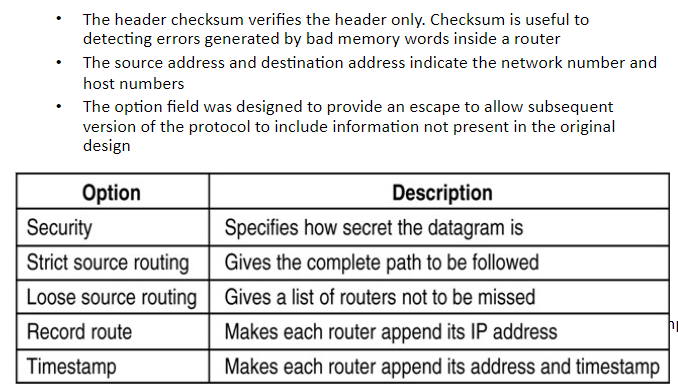 • The header checksum verifies the header only. Checksum is useful to
detecting errors generated by bad memory words inside a router
• The source address and destination address indicate the network number and
host numbers
• The option field was designed to provide an escape to allow subsequent
version of the protocol to include information not present in the original
design
Option Description
Security Specifies how secret the datagram is
Strict source routing Gives the complete path to be followed
Loose source routing Gives a list of routers not to be missed
Record route Makes each router append its IP address
Timestamp Makes each router append its address and timestamp